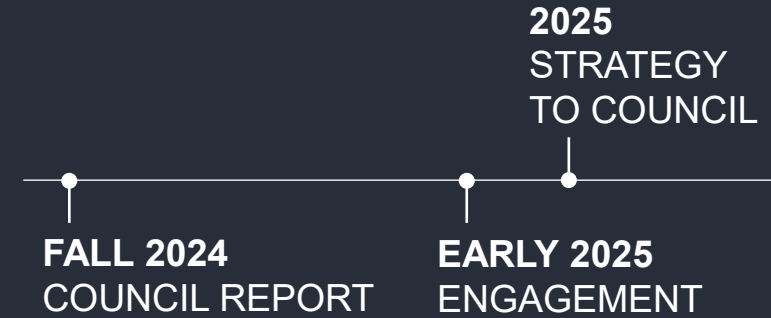 2025
STRATEGY
TO COUNCIL
FALL 2024
COUNCIL REPORT
EARLY 2025
ENGAGEMENT